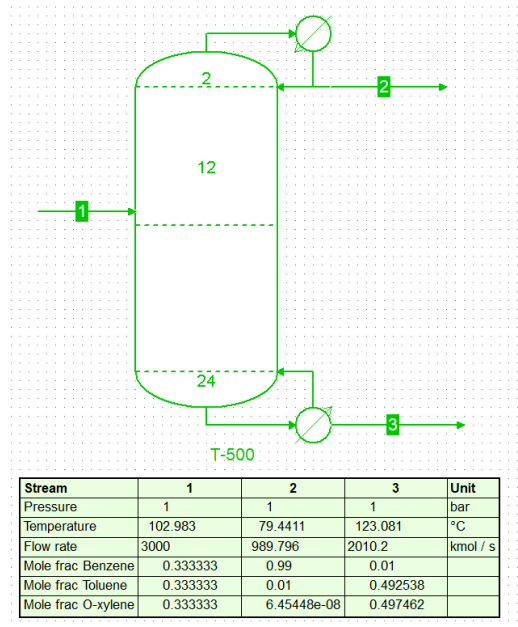 2
2
12
1
24
3
T-500
Stream 1 2 3 Unit
Pressure 1 1 1 bar
Temperature 102.983 79.4411 123.081 °C
Flow rate 3000 989.796 2010.2 kmol / s
Mole frac Benzene 0.333333 0.99 0.01
Mole frac Toluene 0.333333 0.01 0.492538
Mole frac O-xylene 0.333333 6.45448e-08 0.497462